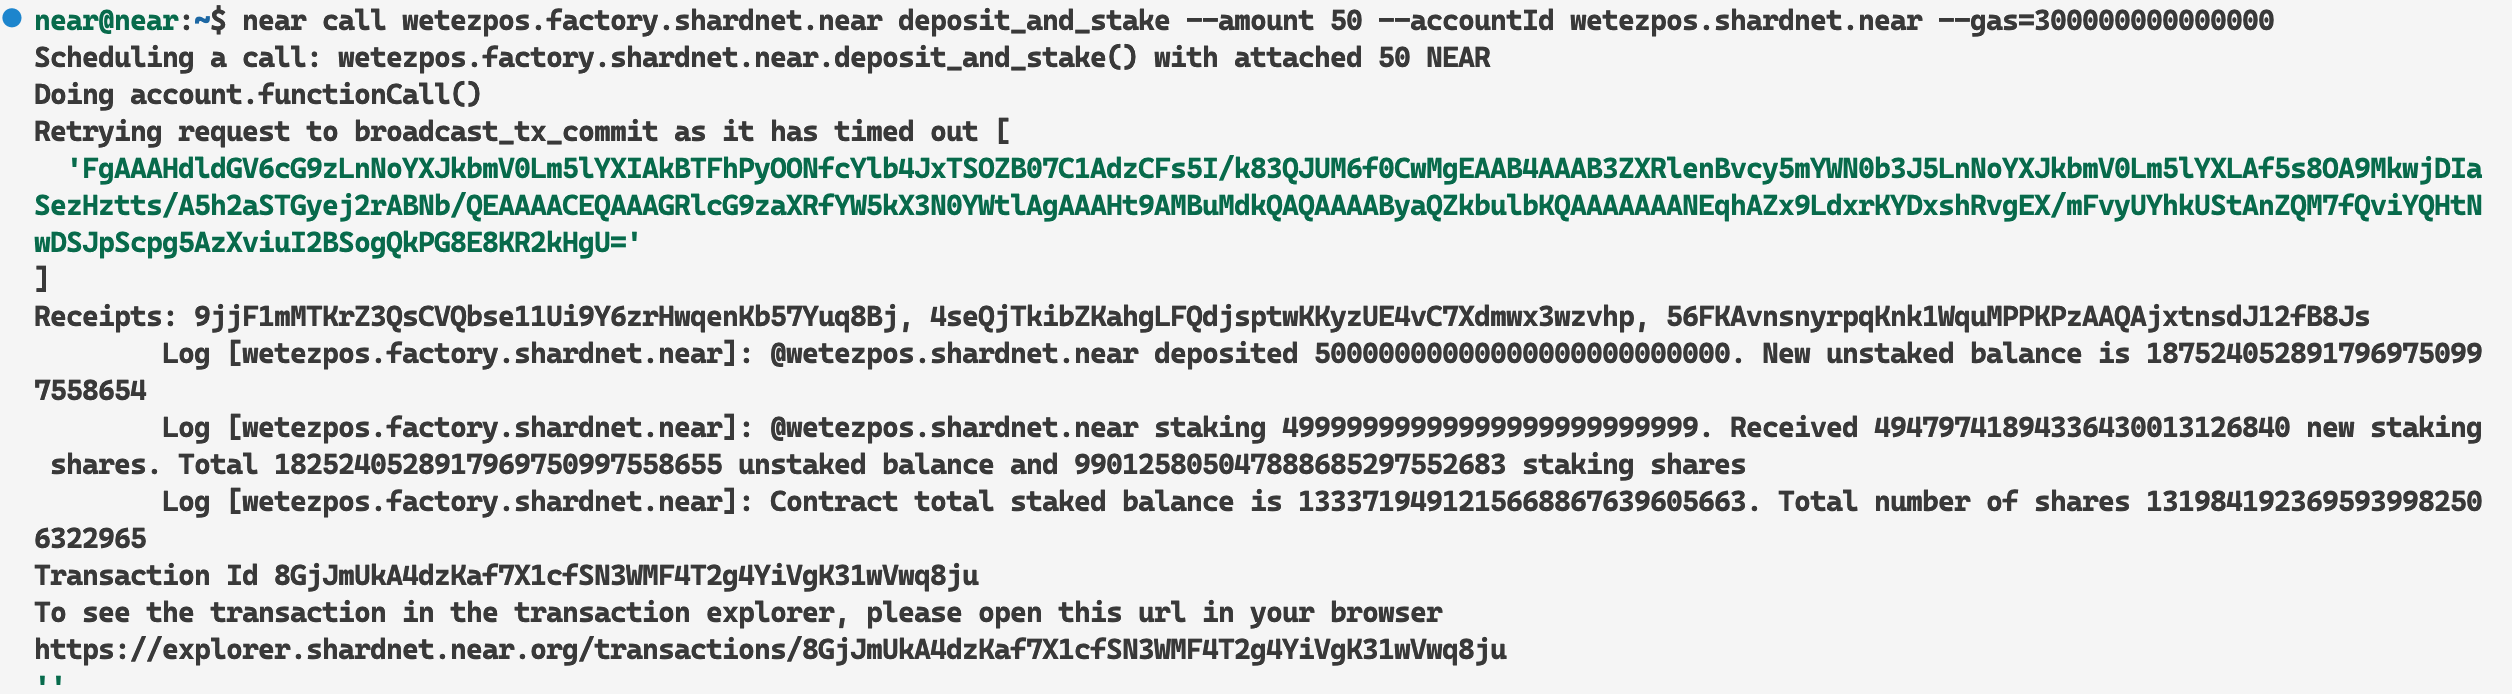 near@near:~$ near call wetezpos.factory.shardnet.near deposit_and_stake --amount 50 --accountId wetezpos.shardnet.near --gas=300000000000000
Scheduling a call: wetezpos.factory.shardnet.near.deposit_and_stake() with attached 50 NEAR
Doing account.functionCall()
Retrying request to broadcast_tx_commit as it has timed out [
  'FgAAAHdldGV6cG9zLnNoYXJkbmV0Lm5lYXIAkBTFhPyOONfcYlb4JxTSOZB07C1AdzCFs5I/k83QJUM6f0CwMgEAAB4AAAB3ZXRlenBvcy5mYWN0b3J5LnNoYXJkbmV0Lm5lYXLAf5s8OA9MkwjDIa
SezHztts/A5h2aSTGyej2rABNb/QEAAAACEQAAAGRlcG9zaXRfYW5kX3N0YWtlAgAAAHt9AMBuMdkQAQAAAAByaQZkbulbKQAAAAAAANEqhAZx9LdxrKYDxshRvgEX/mFvyUYhkUStAnZQM7fQviYQHtN
wDSJpScpg5AzXviuI2BSogQkPG8E8KR2kHgU='
]
Receipts: 9jjF1mMTKrZ3QsCVQbse11Ui9Y6zrHwqenKb57Yuq8Bj, 4seQjTkibZKahgLFQdjsptwKKyzUE4vC7Xdmwx3wzvhp, 56FKAvnsnyrpqKnk1WquMPPKPzAAQAjxtnsdJ12fB8Js
        Log [wetezpos.factory.shardnet.near]: @wetezpos.shardnet.near deposited 50000000000000000000000000. New unstaked balance is 187524052891796975099
7558654
        Log [wetezpos.factory.shardnet.near]: @wetezpos.shardnet.near staking 49999999999999999999999999. Received 49479741894336430013126840 new staking
 shares. Total 1825240528917969750997558655 unstaked balance and 990125805047888685297552683 staking shares
        Log [wetezpos.factory.shardnet.near]: Contract total staked balance is 1333719491215668867639605663. Total number of shares 131984192369593998250
6322965
Transaction Id 8GjJmUkA4dzKaf7X1cfSN3WMF4T2g4YiVgK31wVwq8ju
To see the transaction in the transaction explorer, please open this url in your browser
https://explorer.shardnet.near.org/transactions/8GjJmUkA4dzKaf7X1cfSN3WMF4T2g4YiVgK31wVwq8ju
''